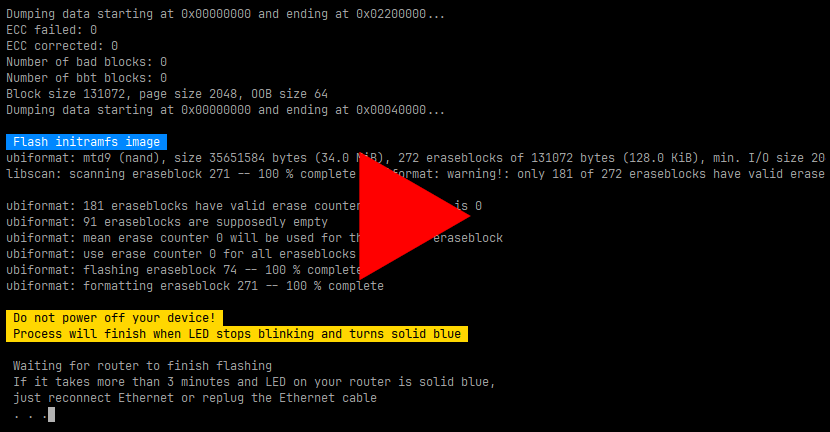 Dumping data starting at 0x00000000 and ending at 0x02200000...
ECC failed: 0
ECC corrected: 0
Number of bad blocks: 0
Number of bbt blocks: 0
Block size 131072, page size 2048, OOB size 64
Dumping data starting at 0x00000000 and ending at 0x00040000...
Flash initramfs image
ubiformat: mtd9 (nand), size 35651584 bytes (34.0 MiB), 272 eraseblocks of 131072 bytes (128.0 KiB), min. I/O size 20
libscan: scanning eraseblock 271 -- 100 % complete format: warning!: only 181 of 272 eraseblocks have valid erase
ubiformat: 181 eraseblocks have valid erase counter is 0
ubiformat: 91 eraseblocks are supposedly empty
ubiformat: mean erase counter 0 will be used for eraseblock
ubiformat: use erase counter 0 for all eraseblocks
ubiformat: flashing eraseblock 74 -- 100 % complete
ubiformat: formatting eraseblock 271 -- 100 % complete
Do not power off your device!
Process will finish when LED stops blinking and turns solid blue
Waiting for router to finish flashing
If it takes more than 3 minutes and LED on your router is solid blue,
just reconnect Ethernet or replug the Ethernet cable
. . .